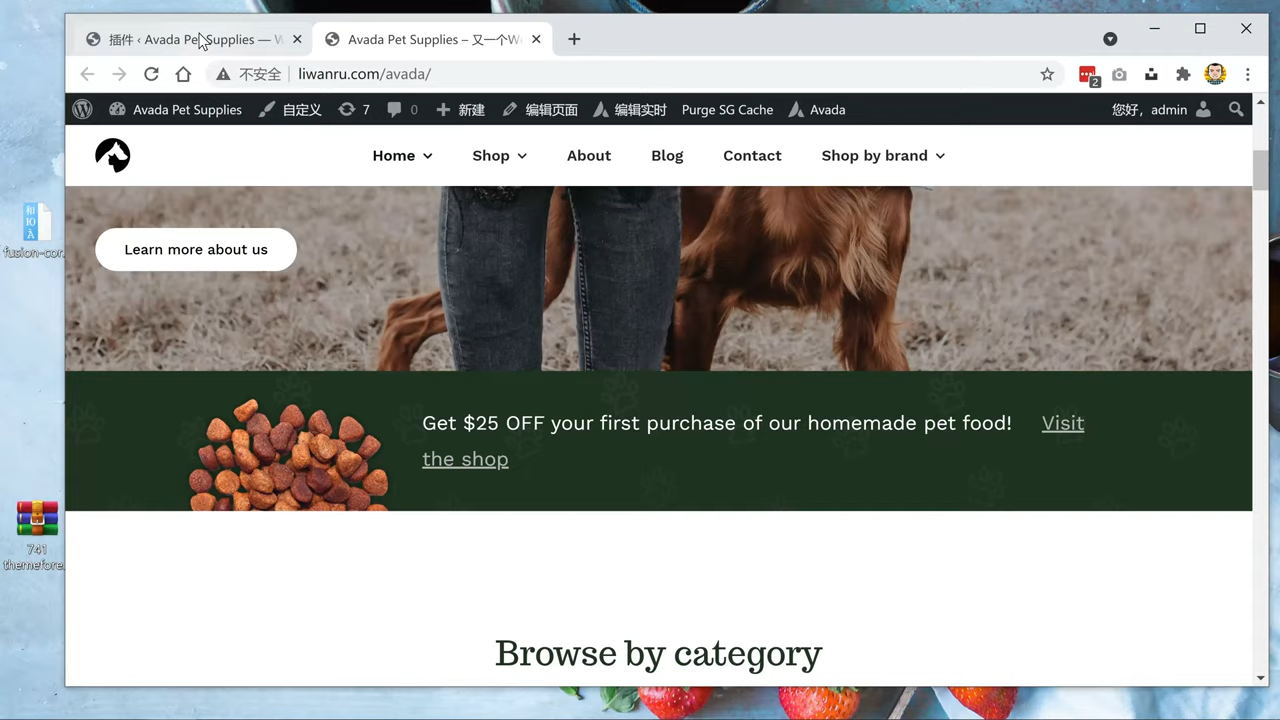 插件 ‹ Avada Pet Supplies — W
Avada Pet Supplies – 又一个W
不安全 liwanru.com/avada/
2
Avada Pet Supplies 自定义 7 0 新建 编辑页面 编辑实时 Purge SG Cache Avada 您好，admin
Home Shop About Blog Contact Shop by brand
Learn more about us
Get $25 OFF your first purchase of our homemade pet food! Visit
the shop
Browse by category
fusion-cor.
741
themefore.